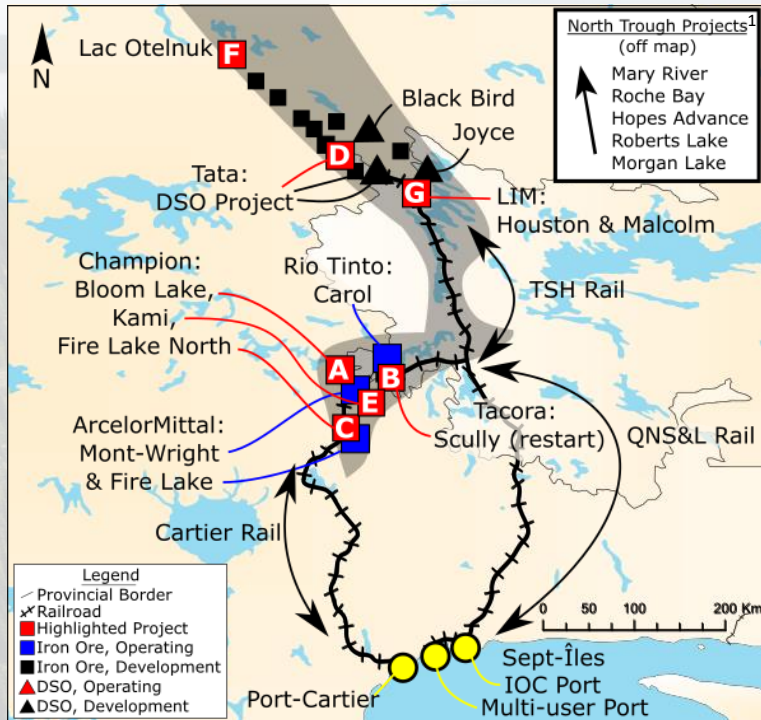 North Trough Projects1
(off map)
Mary River
Roche Bay
Hopes Advance
Roberts Lake
Morgan Lake
Lac Otelnuk
F
N
Black Bird
Joyce
D
Tata:
DSO Project
G
LIM:
Houston & Malcolm
Champion:
Bloom Lake,
Kami,
Fire Lake North
Rio Tinto:
Carol
TSH Rail
A
B
E
C
ArcelorMittal:
Mont-Wright
& Fire Lake
Tacora:
Scully (restart)
QNS&L Rail
Cartier Rail
Legend
Provincial Border
Railroad
Highlighted Project
Iron Ore, Operating
Iron Ore, Development
DSO, Operating
DSO, Development
0 50 100 200 Km
Sept-Îles
IOC Port
Multi-user Port
Port-Cartier